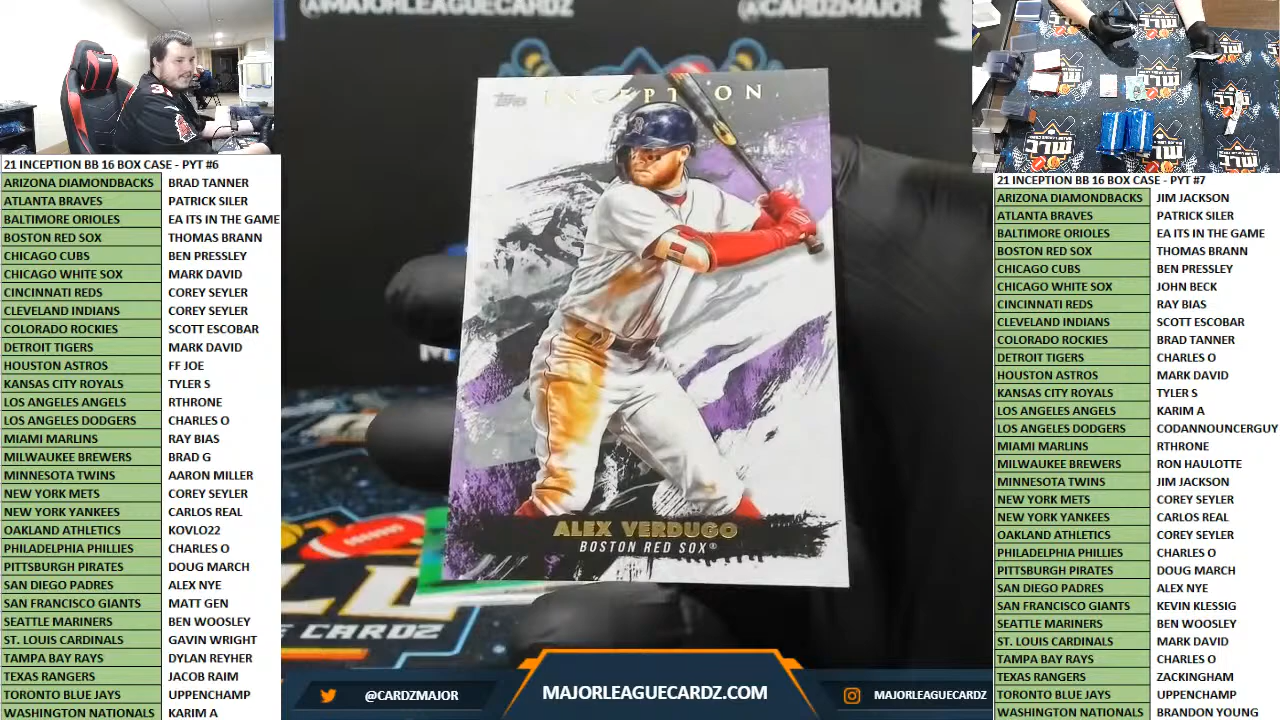 @MAJORLEAGUECARDZ
@CARDZMAJOR
21 INCEPTION BB 16 BOX CASE - PYT #6
ARIZONA DIAMONDBACKS BRAD TANNER
ATLANTA BRAVES PATRICK SILER
BALTIMORE ORIOLES EA ITS IN THE GAME
BOSTON RED SOX THOMAS BRANN
CHICAGO CUBS BEN PRESSLEY
CHICAGO WHITE SOX MARK DAVID
CINCINNATI REDS COREY SEYLER
CLEVELAND INDIANS COREY SEYLER
COLORADO ROCKIES SCOTT ESCOBAR
DETROIT TIGERS MARK DAVID
HOUSTON ASTROS FF JOE
KANSAS CITY ROYALS TYLER S
LOS ANGELES ANGELS RTHRONE
LOS ANGELES DODGERS CHARLES O
MIAMI MARLINS RAY BIAS
MILWAUKEE BREWERS BRAD G
MINNESOTA TWINS AARON MILLER
NEW YORK METS COREY SEYLER
NEW YORK YANKEES CARLOS REAL
OAKLAND ATHLETICS KOVLO22
PHILADELPHIA PHILLIES CHARLES O
PITTSBURGH PIRATES DOUG MARCH
SAN DIEGO PADRES ALEX NYE
SAN FRANCISCO GIANTS MATT GEN
SEATTLE MARINERS BEN WOOSLEY
ST. LOUIS CARDINALS GAVIN WRIGHT
TAMPA BAY RAYS DYLAN REYHER
TEXAS RANGERS JACOB RAIM
TORONTO BLUE JAYS UPPENCHAMP
WASHINGTON NATIONALS KARIM A
TOPPS INCEPTION
ALEX VERDUGO
BOSTON RED SOX®
E CARDZ
@CARDZMAJOR
MAJORLEAGUECARDZ.COM
MAJORLEAGUECARDZ
21 INCEPTION BB 16 BOX CASE - PYT #7
ARIZONA DIAMONDBACKS JIM JACKSON
ATLANTA BRAVES PATRICK SILER
BALTIMORE ORIOLES EA ITS IN THE GAME
BOSTON RED SOX THOMAS BRANN
CHICAGO CUBS BEN PRESSLEY
CHICAGO WHITE SOX JOHN BECK
CINCINNATI REDS RAY BIAS
CLEVELAND INDIANS SCOTT ESCOBAR
COLORADO ROCKIES BRAD TANNER
DETROIT TIGERS CHARLES O
HOUSTON ASTROS MARK DAVID
KANSAS CITY ROYALS TYLER S
LOS ANGELES ANGELS KARIM A
LOS ANGELES DODGERS CODANNOUNCERGUY
MIAMI MARLINS RTHRONE
MILWAUKEE BREWERS RON HAULOTTE
MINNESOTA TWINS JIM JACKSON
NEW YORK METS COREY SEYLER
NEW YORK YANKEES CARLOS REAL
OAKLAND ATHLETICS COREY SEYLER
PHILADELPHIA PHILLIES CHARLES O
PITTSBURGH PIRATES DOUG MARCH
SAN DIEGO PADRES ALEX NYE
SAN FRANCISCO GIANTS KEVIN KLESSIG
SEATTLE MARINERS BEN WOOSLEY
ST. LOUIS CARDINALS MARK DAVID
TAMPA BAY RAYS CHARLES O
TEXAS RANGERS ZACKINGHAM
TORONTO BLUE JAYS UPPENCHAMP
WASHINGTON NATIONALS BRANDON YOUNG